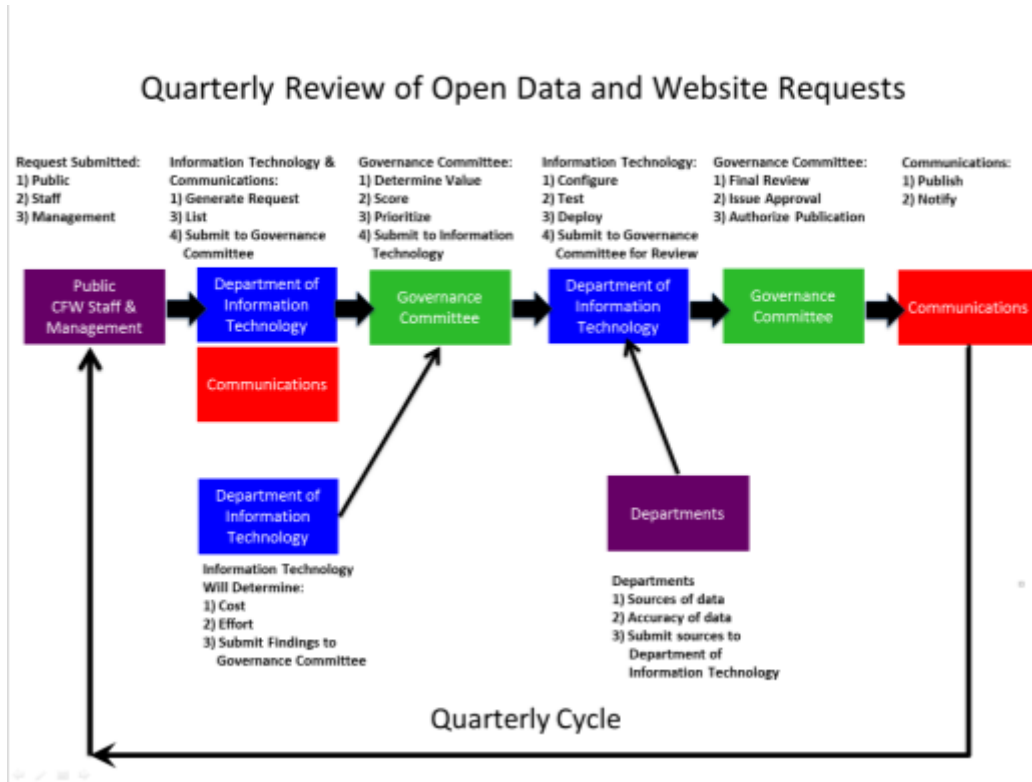 Quarterly Review of Open Data and Website Requests
Request Submitted:
1) Public
2) Staff
3) Management
Information Technology &
Communications:
1) Generate Request
3) List
4) Submit to Governance
Committee
Governance Committee:
1) Determine Value
2) Score
3) Prioritize
4) Submit to Information
Technology
Information Technology:
1) Configure
2) Test
3) Deploy
4) Submit to Governance
Committee for Review
Governance Committee:
1) Final Review
2) Issue Approval
3) Authorize Publication
Communications:
1) Publish
2) Notify
Public
CFW Staff &
Management
Department of
Information
Technology
Governance
Committee
Department of
Information
Technology
Governance
Committee
Communications
Communications
Department of
Information
Technology
Departments
Information Technology
Will Determine:
1) Cost
2) Effort
3) Submit Findings to
Governance Committee
Departments
1) Sources of data
2) Accuracy of data
3) Submit sources to
Department of
Information Technology
Quarterly Cycle